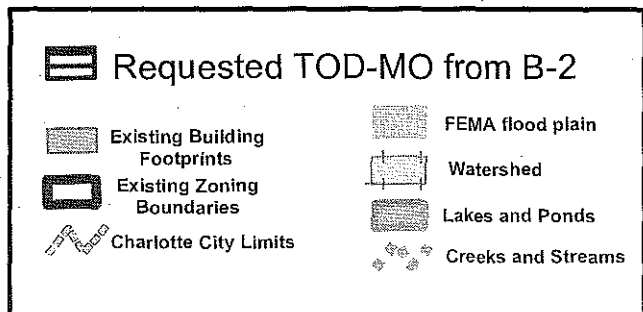 Requested TOD-MO from B-2
Existing Building
Footprints
Existing Zoning
Boundaries
Charlotte City Limits
FEMA flood plain
Watershed
Lakes and Ponds
Creeks and Streams